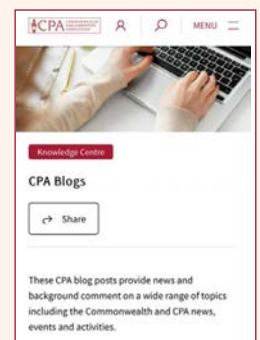 CPA COMMONWEALTH
MENU
Knowledge Centre
CPA Blogs
Share
These CPA blog posts provide news and
background comment on a wide range of topics
including the Commonwealth and CPA news,
events and activities.